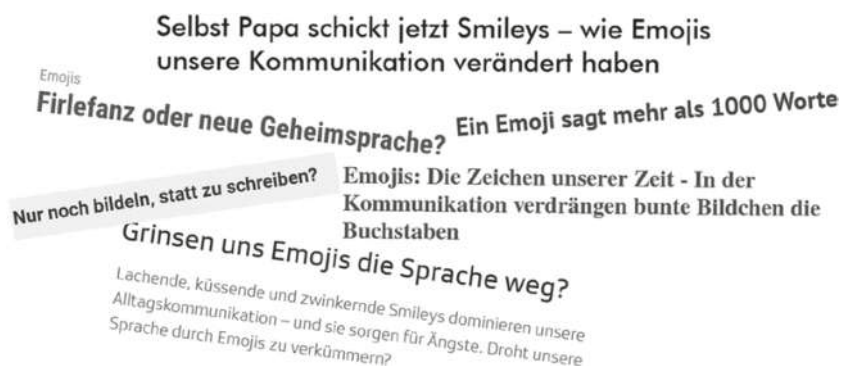 Selbst Papa schickt jetzt Smileys – wie Emojis
unsere Kommunikation verändert haben
Emojis
Firlefanz oder neue Geheimsprache?
Ein Emoji sagt mehr als 1000 Worte
Nur noch bildeln, statt zu schreiben?
Emojis: Die Zeichen unserer Zeit - In der
Kommunikation verdrängen bunte Bildchen die
Buchstaben
Grinsen uns Emojis die Sprache weg?
Lachende, küssende und zwinkernde Smileys dominieren unsere
Alltagskommunikation – und sie sorgen für Ängste. Droht unsere
Sprache durch Emojis zu verkümmern?